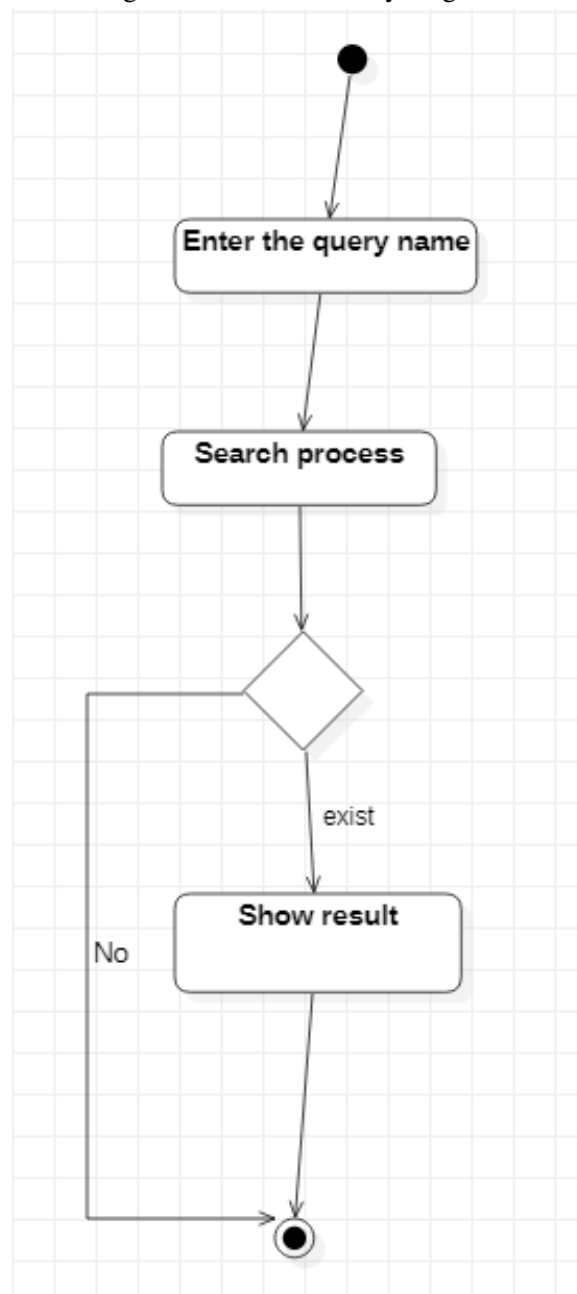 Enter the query name
Search process
exist
Show result
No